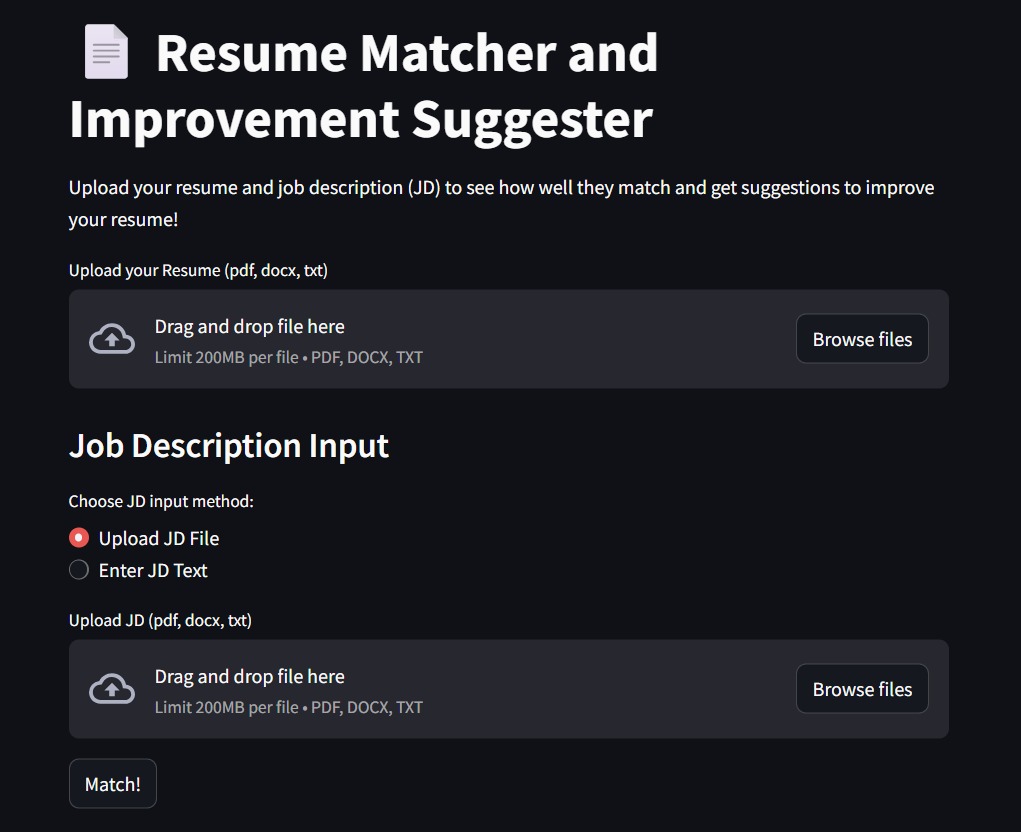 Resume Matcher and
Improvement Suggester
Upload your resume and job description (JD) to see how well they match and get suggestions to improve
your resume!
Upload your Resume (pdf, docx, txt)
Drag and drop file here
Limit 200MB per file • PDF, DOCX, TXT
Browse files
Job Description Input
Choose JD input method:
Upload JD File
Enter JD Text
Upload JD (pdf, docx, txt)
Drag and drop file here
Limit 200MB per file • PDF, DOCX, TXT
Browse files
Match!